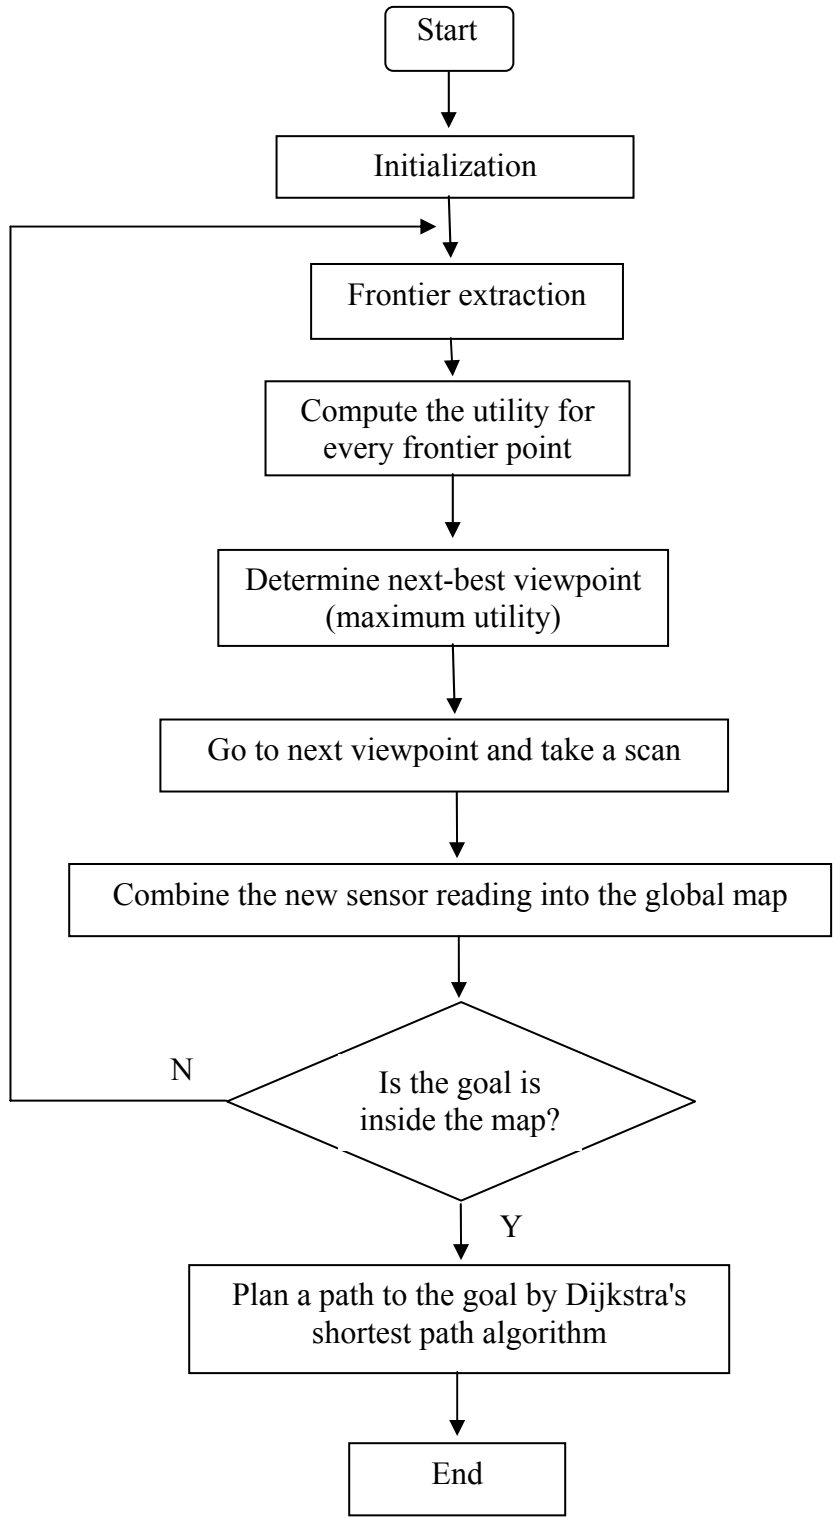 Start
Initialization
Frontier extraction
Compute the utility for
every frontier point
Determine next-best viewpoint
(maximum utility)
Go to next viewpoint and take a scan
Combine the new sensor reading into the global map
N
Is the goal is
inside the map?
Y
Plan a path to the goal by Dijkstra's
shortest path algorithm
End